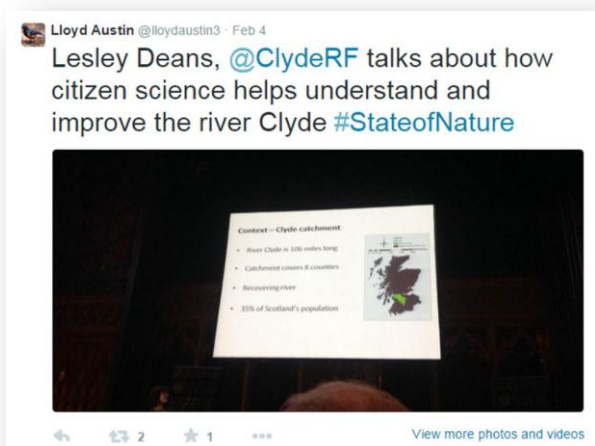 Lloyd Austin @lloydaustin3 · Feb 4
Lesley Deans, @ClydeRF talks about how
citizen science helps understand and
improve the river Clyde #StateofNature
Context – Clyde catchment
• River Clyde is 106 miles long
• Catchment covers 8 counties
• Recovering river
• 35% of Scotland's population
2
1
View more photos and videos